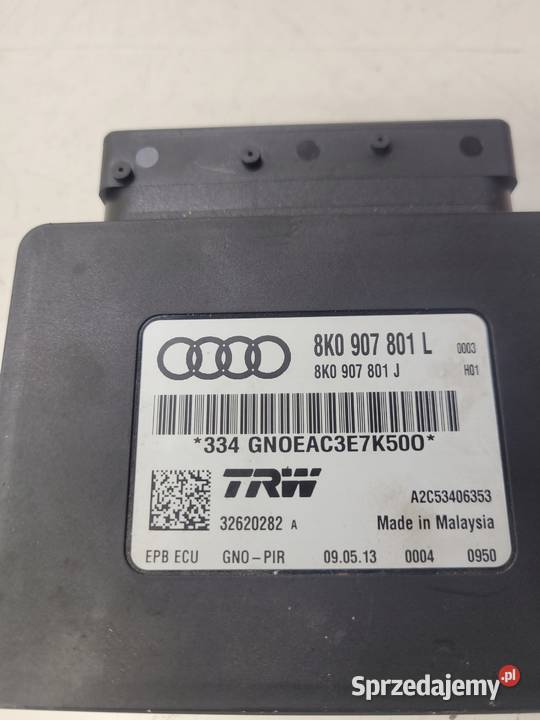 8K0 907 801 L 0003
8K0 907 801 J H01
*334 GNOEAC3E7K500*
TRW
A2C53406353
32620282 A
Made in Malaysia
EPB ECU GNO-PIR 09.05.13 0004 0950
Sprzedajemy.pl